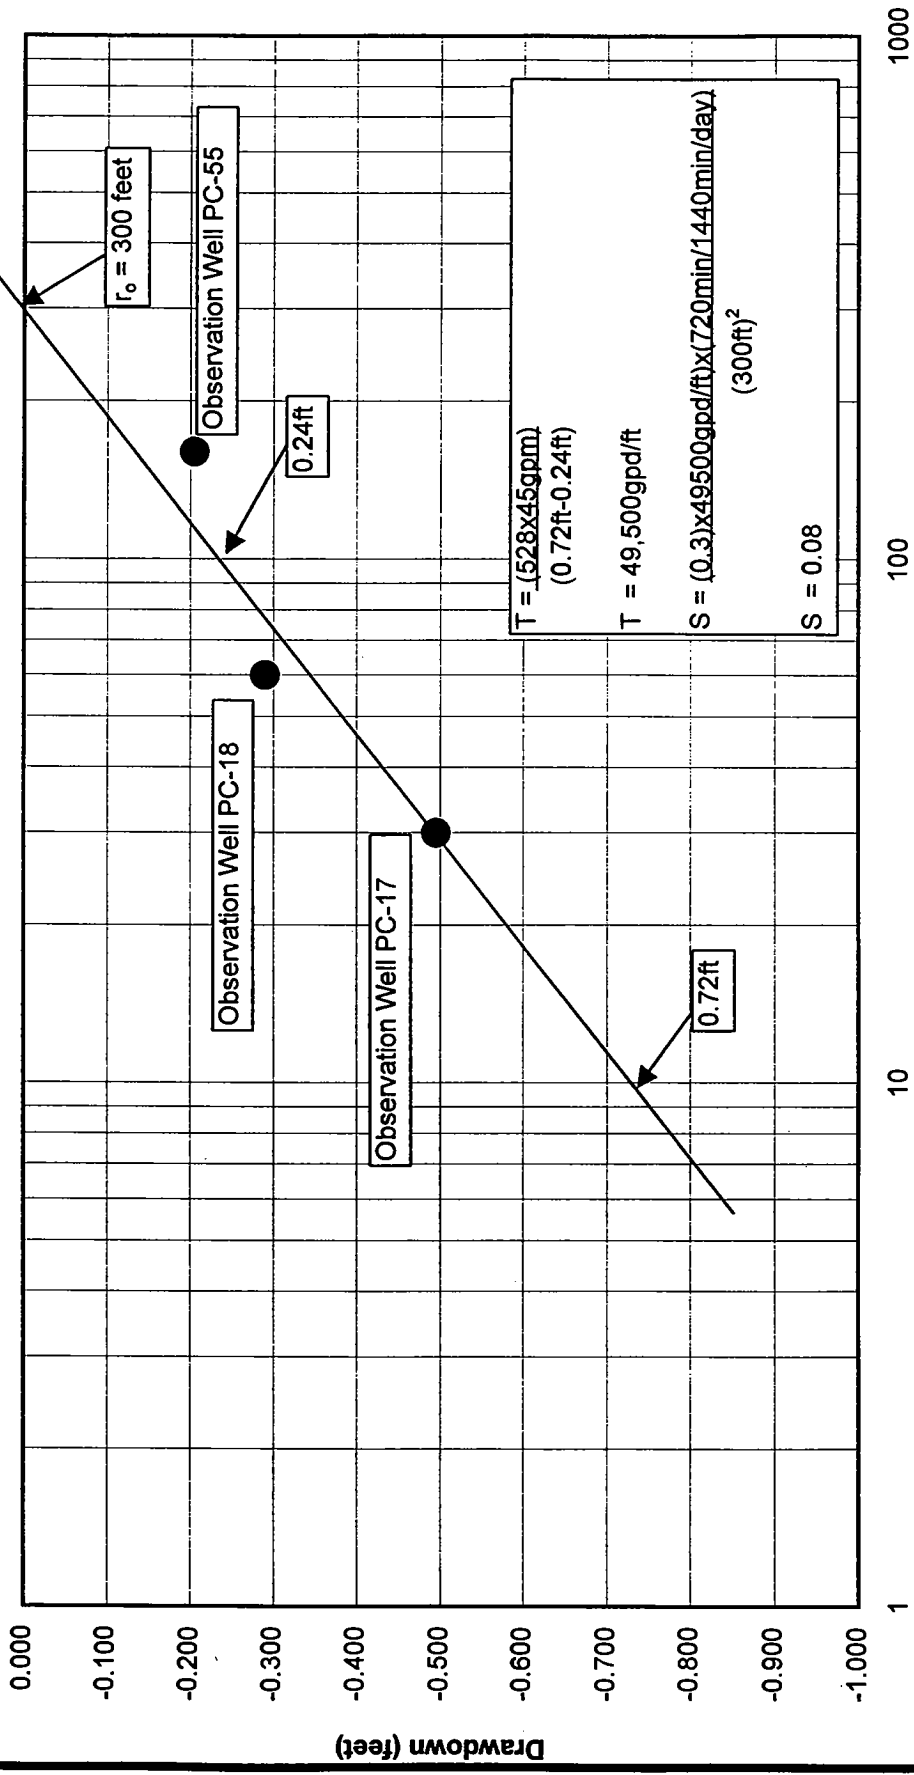 0.000
-0.100
-0.200
-0.300
-0.400
-0.500
-0.600
-0.700
-0.800
-0.900
-1.000
Drawdown (feet)
1
10
100
1000
r₀ = 300 feet
Observation Well PC-55
0.24ft
Observation Well PC-18
Observation Well PC-17
0.72ft
T = (528x45gpm)
(0.72ft-0.24ft)
T = 49,500gpd/ft
S = (0.3)x49500gpd/ft)x(720min/1440min/day)
(300ft)²
S = 0.08